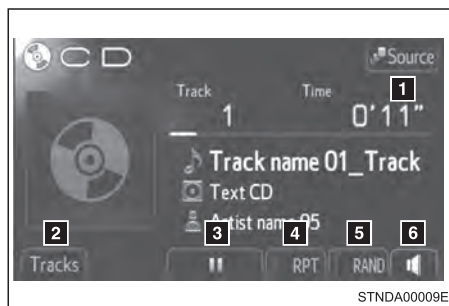 CD
Source
Track Time
1
1 0'11"
Track name 01_Track
Text CD
Artist name 05
2 3 4 5 6
Tracks RPT RAND
STNDA00009E